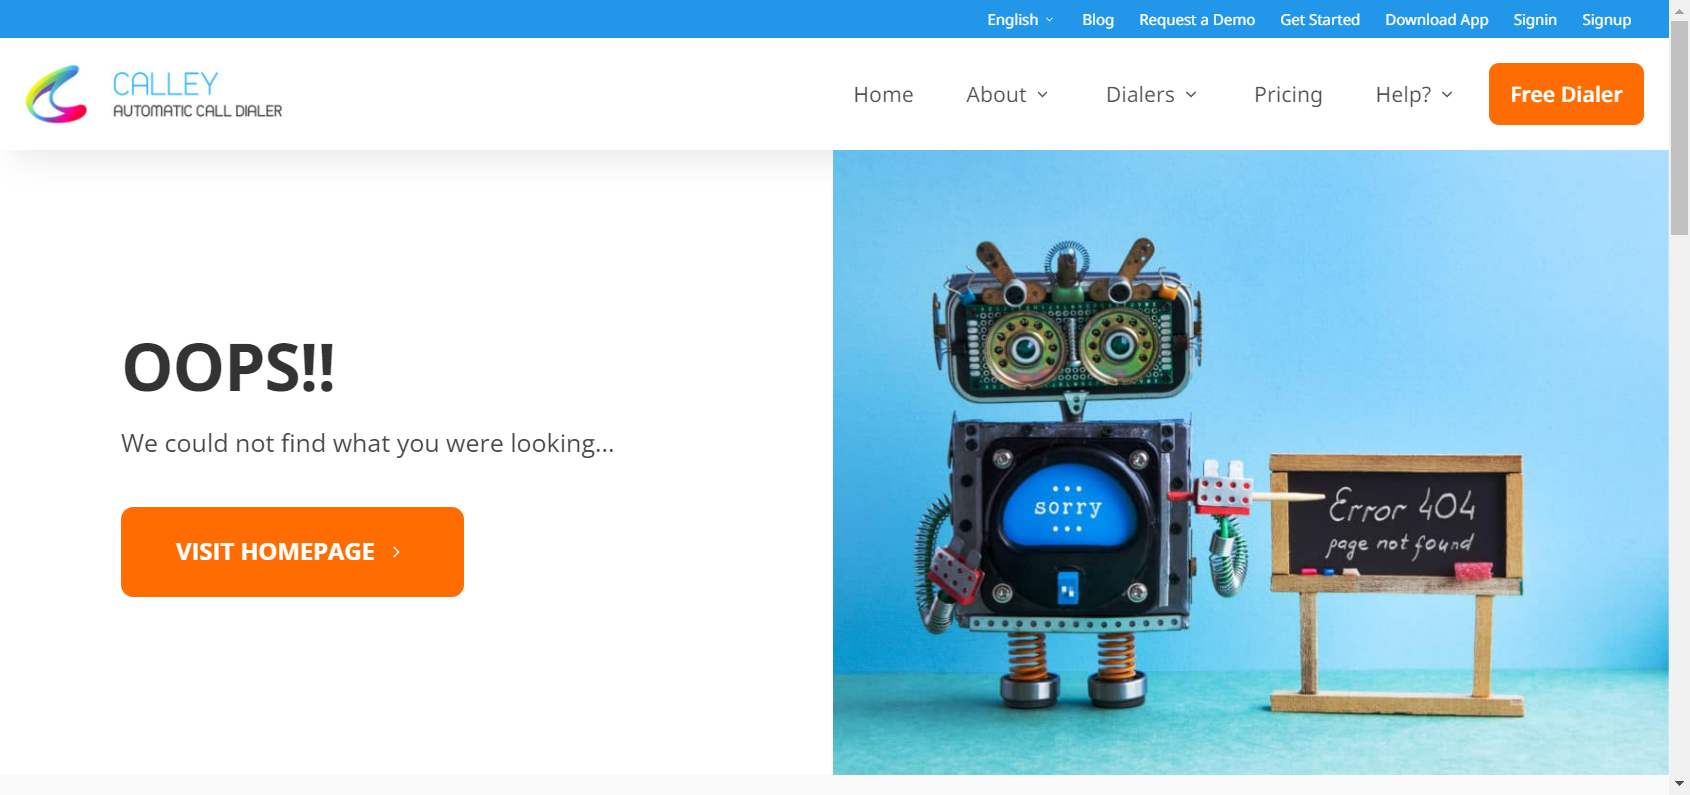 English
Blog
Request a Demo
Get Started
Download App
Signin
Signup
CALLEY
AUTOMATIC CALL DIALER
Home
About
Dialers
Pricing
Help?
Free Dialer
OOPS!!
We could not find what you were looking...
VISIT HOMEPAGE
sorry
Error 404
page not found